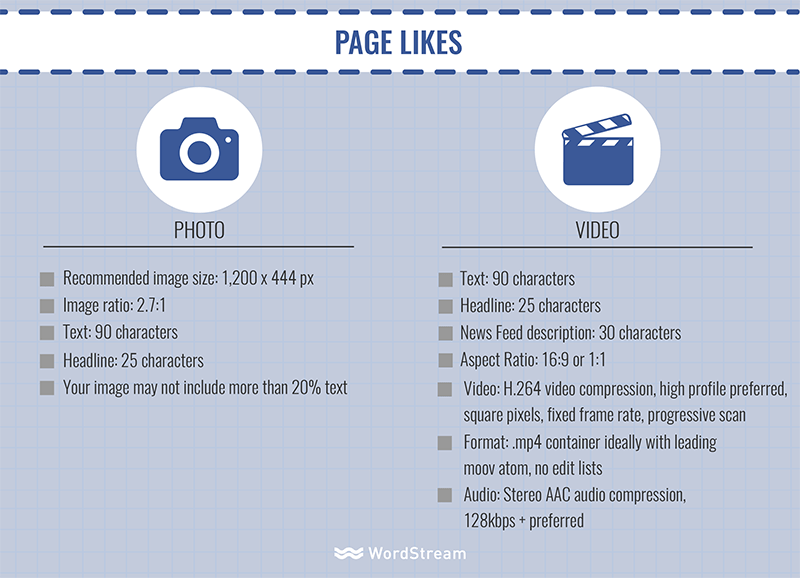 PAGE LIKES
PHOTO
Recommended image size: 1,200 x 444 px
Image ratio: 2.7:1
Text: 90 characters
Headline: 25 characters
Your image may not include more than 20% text
VIDEO
Text: 90 characters
Headline: 25 characters
News Feed description: 30 characters
Aspect Ratio: 16:9 or 1:1
Video: H.264 video compression, high profile preferred,
square pixels, fixed frame rate, progressive scan
Format: .mp4 container ideally with leading
moov atom, no edit lists
Audio: Stereo AAC audio compression,
128kbps + preferred
WordStream